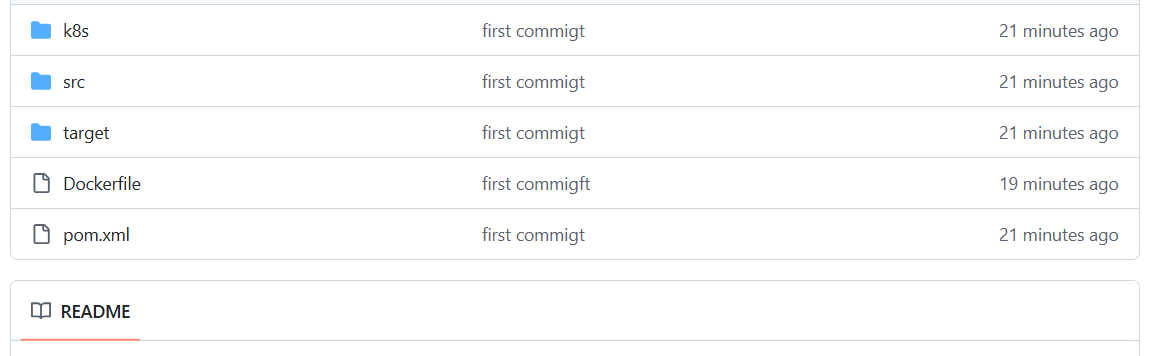 k8s first commigt 21 minutes ago
src first commigt 21 minutes ago
target first commigt 21 minutes ago
Dockerfile first commigft 19 minutes ago
pom.xml first commigt 21 minutes ago
README